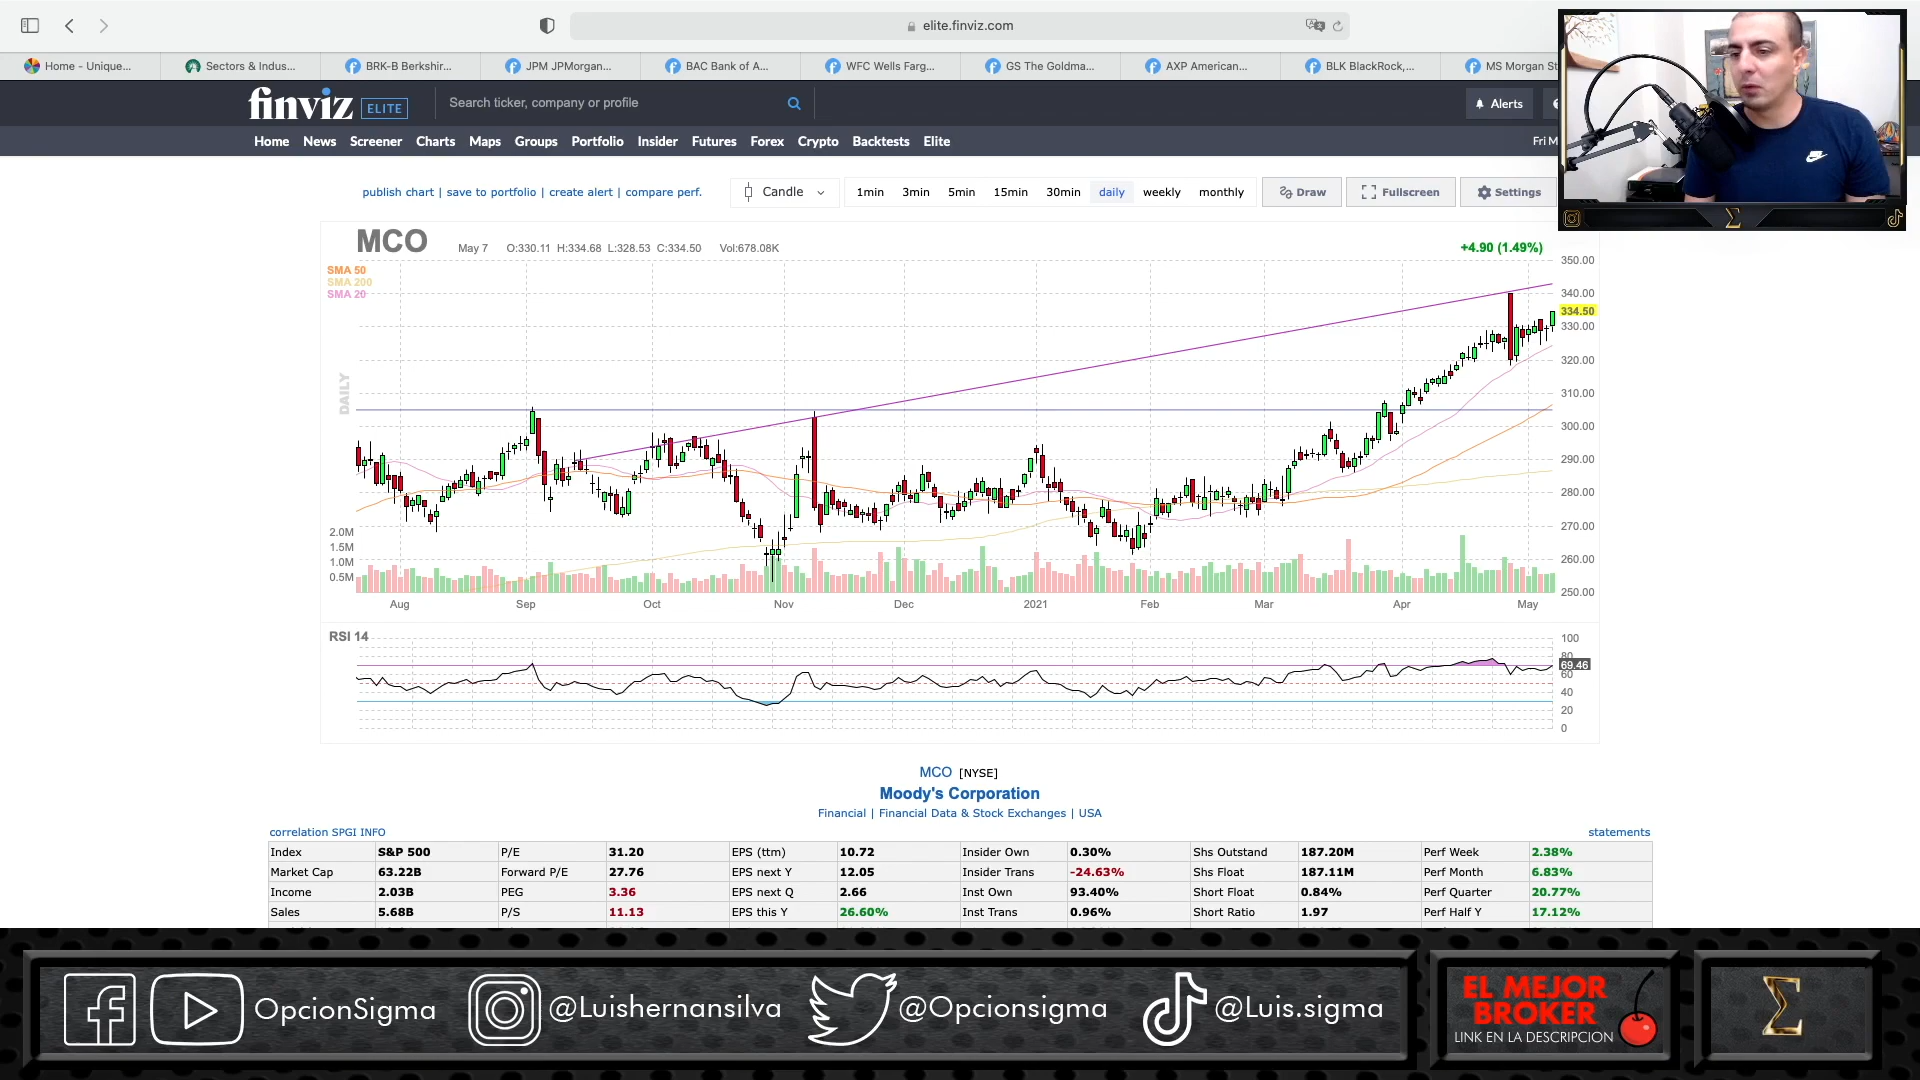 elite.finviz.com
Home - Unique...
Sectors & Indus...
BRK-B Berkshir...
JPM JPMorgan...
BAC Bank of A...
WFC Wells Farg...
GS The Goldma...
AXP American...
BLK BlackRock,...
MS Morgan St
finviz ELITE
Search ticker, company or profile
Alerts
Home News Screener Charts Maps Groups Portfolio Insider Futures Forex Crypto Backtests Elite
Fri M
publish chart | save to portfolio | create alert | compare perf.
Candle
1min 3min 5min 15min 30min daily weekly monthly
Draw
Fullscreen
Settings
MCO May 7 O:330.11 H:334.68 L:328.53 C:334.50 Vol:678.08K
+4.90 (1.49%)
SMA 50
SMA 200
SMA 20
DAILY
350.00
340.00
334.50
330.00
320.00
310.00
300.00
290.00
280.00
270.00
260.00
250.00
2.0M
1.5M
1.0M
0.5M
Aug Sep Oct Nov Dec 2021 Feb Mar Apr May
RSI 14
100
80
69.46
60
40
20
0
MCO [NYSE]
Moody's Corporation
Financial | Financial Data & Stock Exchanges | USA
correlation SPGI INFO
statements
Index S&P 500 P/E 31.20 EPS (ttm) 10.72 Insider Own 0.30% Shs Outstand 187.20M Perf Week 2.38%
Market Cap 63.22B Forward P/E 27.76 EPS next Y 12.05 Insider Trans -24.63% Shs Float 187.11M Perf Month 6.83%
Income 2.03B PEG 3.36 EPS next Q 2.66 Inst Own 93.40% Short Float 0.84% Perf Quarter 20.77%
Sales 5.68B P/S 11.13 EPS this Y 26.60% Inst Trans 0.96% Short Ratio 1.97 Perf Half Y 17.12%
OpcionSigma
@Luishernansilva
@Opcionsigma
@Luis.sigma
EL MEJOR
BROKER
LINK EN LA DESCRIPCION
Σ